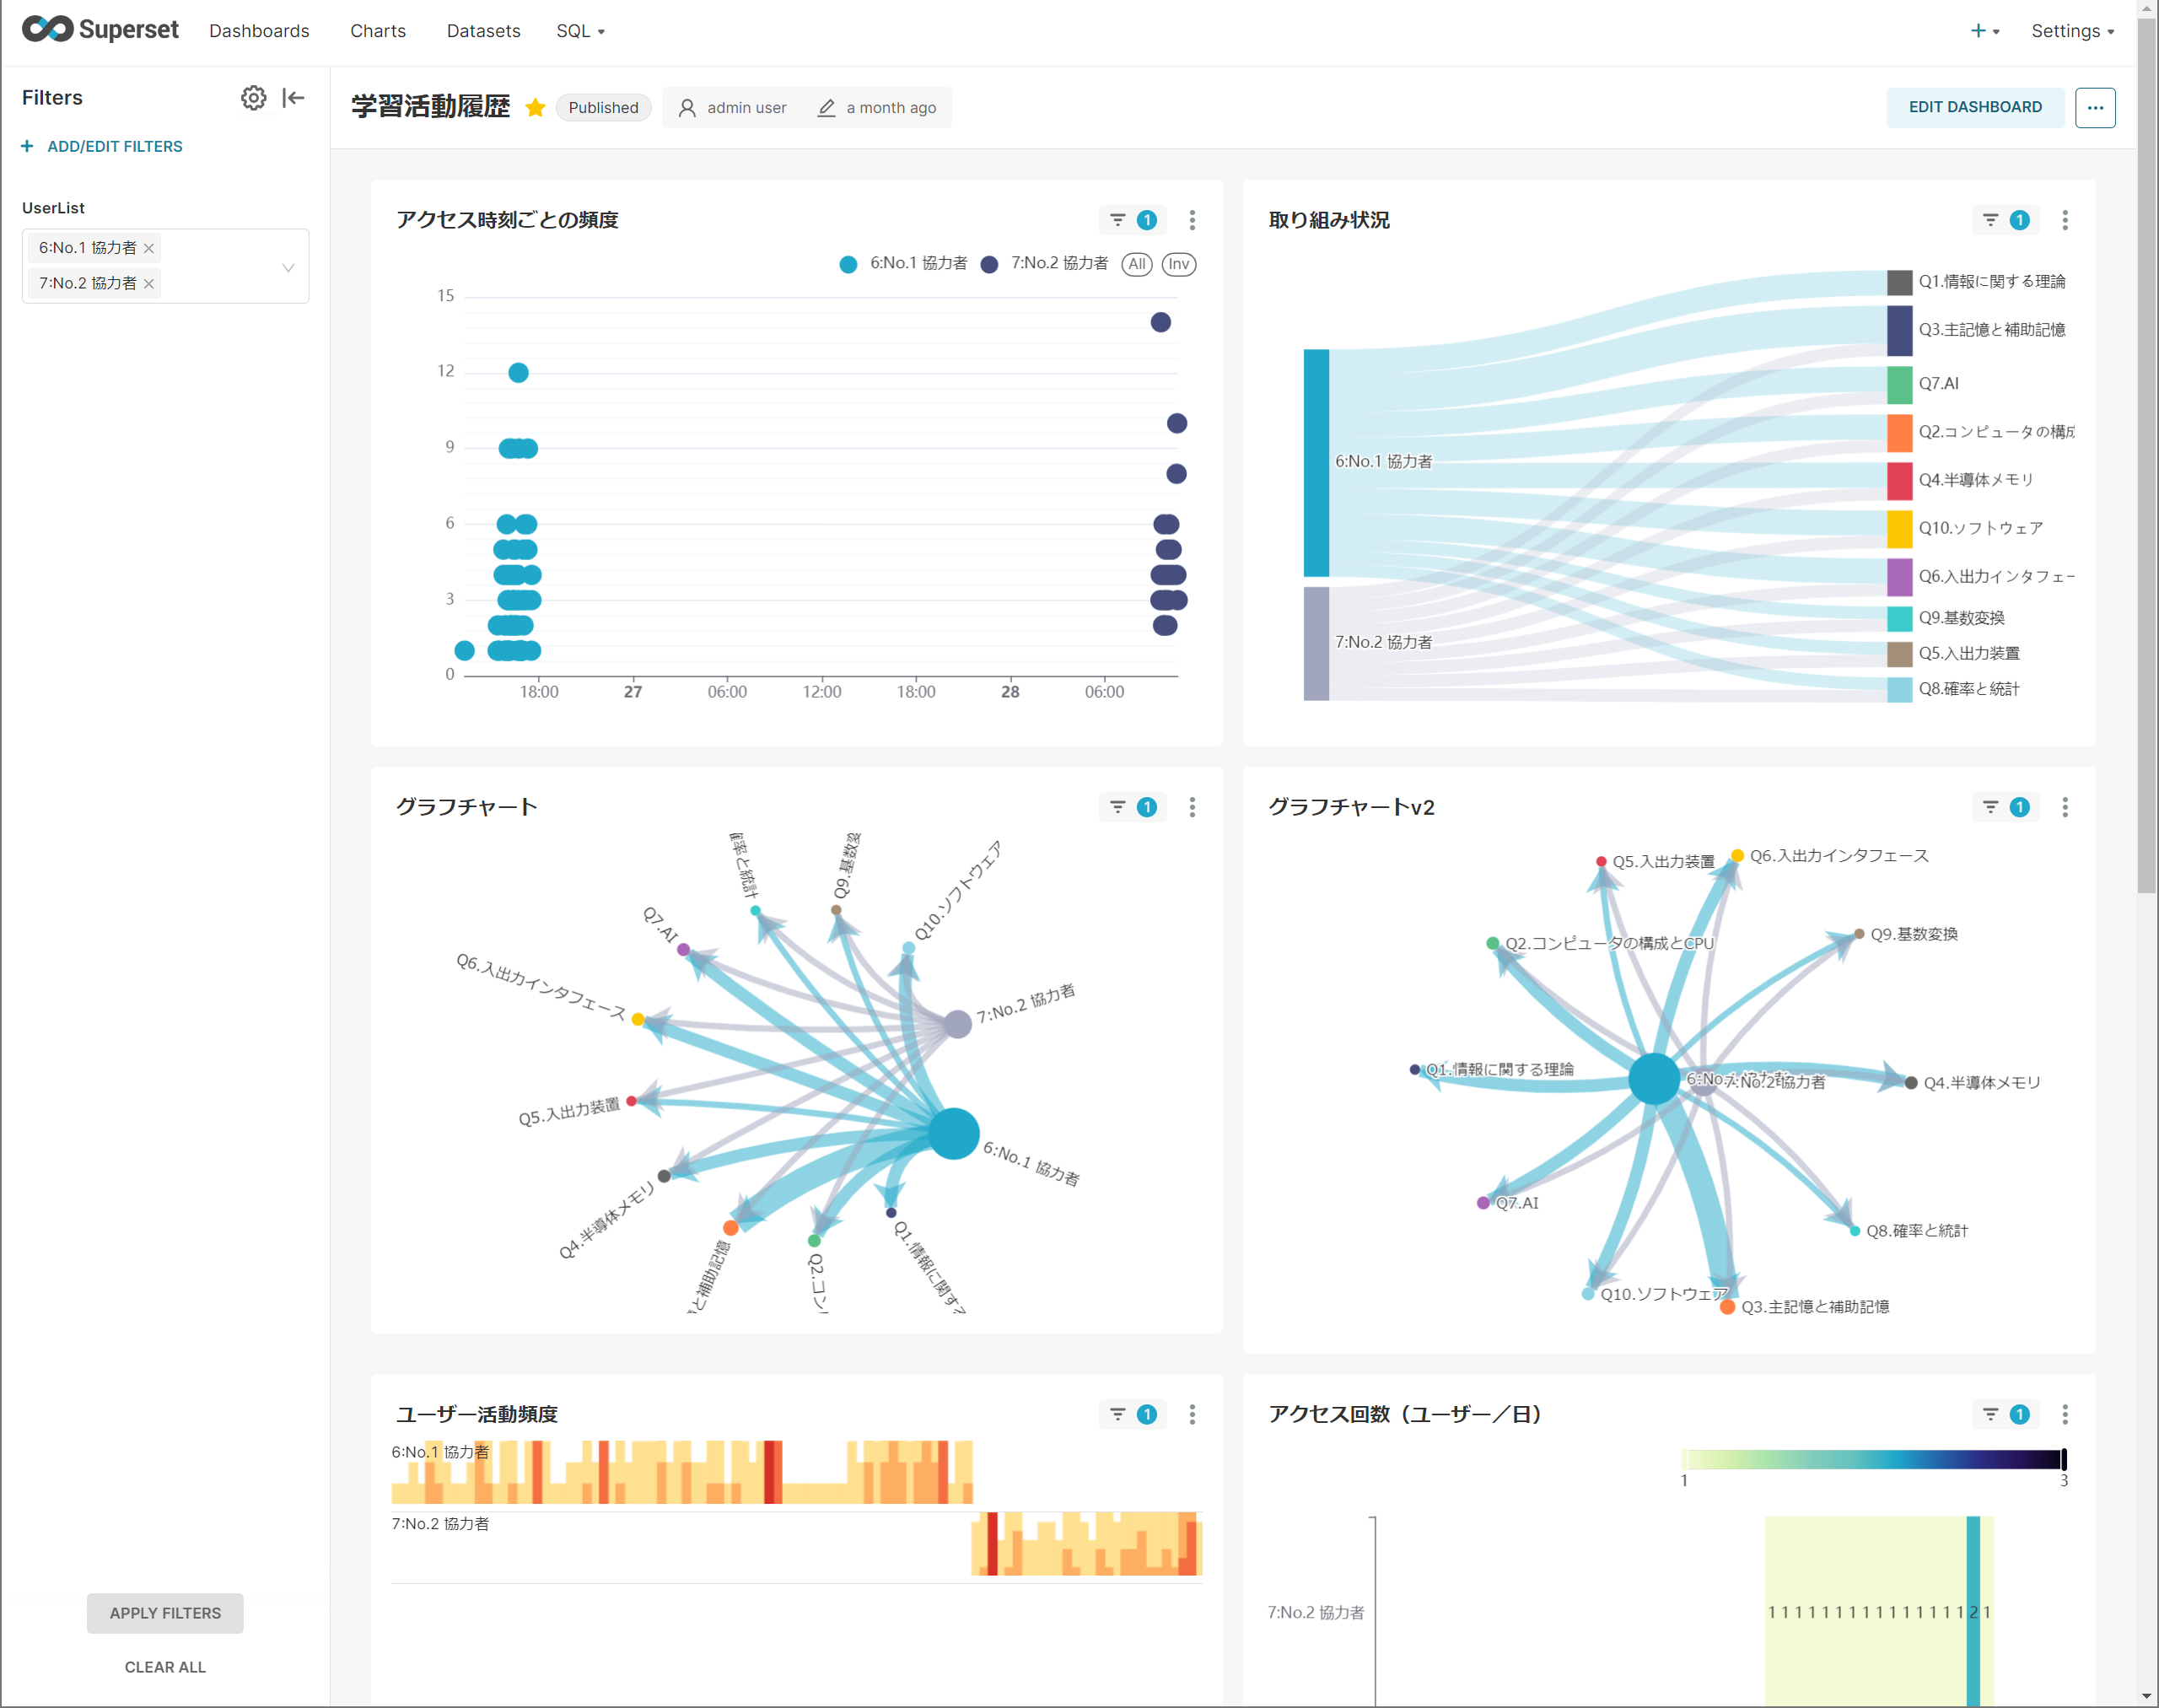 Superset Dashboards Charts Datasets SQL + Settings
Filters
学習活動履歴 Published admin user a month ago EDIT DASHBOARD ...
+ ADD/EDIT FILTERS
UserList
6:No.1 協力者
7:No.2 協力者
アクセス時刻ごとの頻度 1
6:No.1 協力者 7:No.2 協力者 All Inv
15
12
9
6
3
0
18:00 27 06:00 12:00 18:00 28 06:00
取り組み状況 1
Q1.情報に関する理論
Q3.主記憶と補助記憶
Q7.AI
Q2.コンピュータの構成
6:No.1 協力者
Q4.半導体メモリ
Q10.ソフトウェア
Q6.入出力インタフェー
Q9.基数変換
7:No.2 協力者
Q5.入出力装置
Q8.確率と統計
グラフチャート 1
確率と統計
Q9.基数変
Q10.ソフトウェア
Q7.AI
Q6.入出力インタフェース
7:No.2 協力者
Q5.入出力装置
6:No.1 協力者
Q4.半導体メモリ
と補助記憶
Q2.コン
Q1.情報に関する
グラフチャートv2 1
Q5.入出力装置
Q6.入出力インタフェース
Q9.基数変換
Q2.コンピュータの構成とCPU
Q1.情報に関する理論
6:No.
7:No.2 協力者
Q4.半導体メモリ
Q7.AI
Q8.確率と統計
Q10.ソフトウェア
Q3.主記憶と補助記憶
ユーザー活動頻度 1
6:No.1 協力者
7:No.2 協力者
アクセス回数（ユーザー／日） 1
1 3
7:No.2 協力者
1 1 1 1 1 1 1 1 1 1 1 1 1 1 1 2 1
APPLY FILTERS
CLEAR ALL